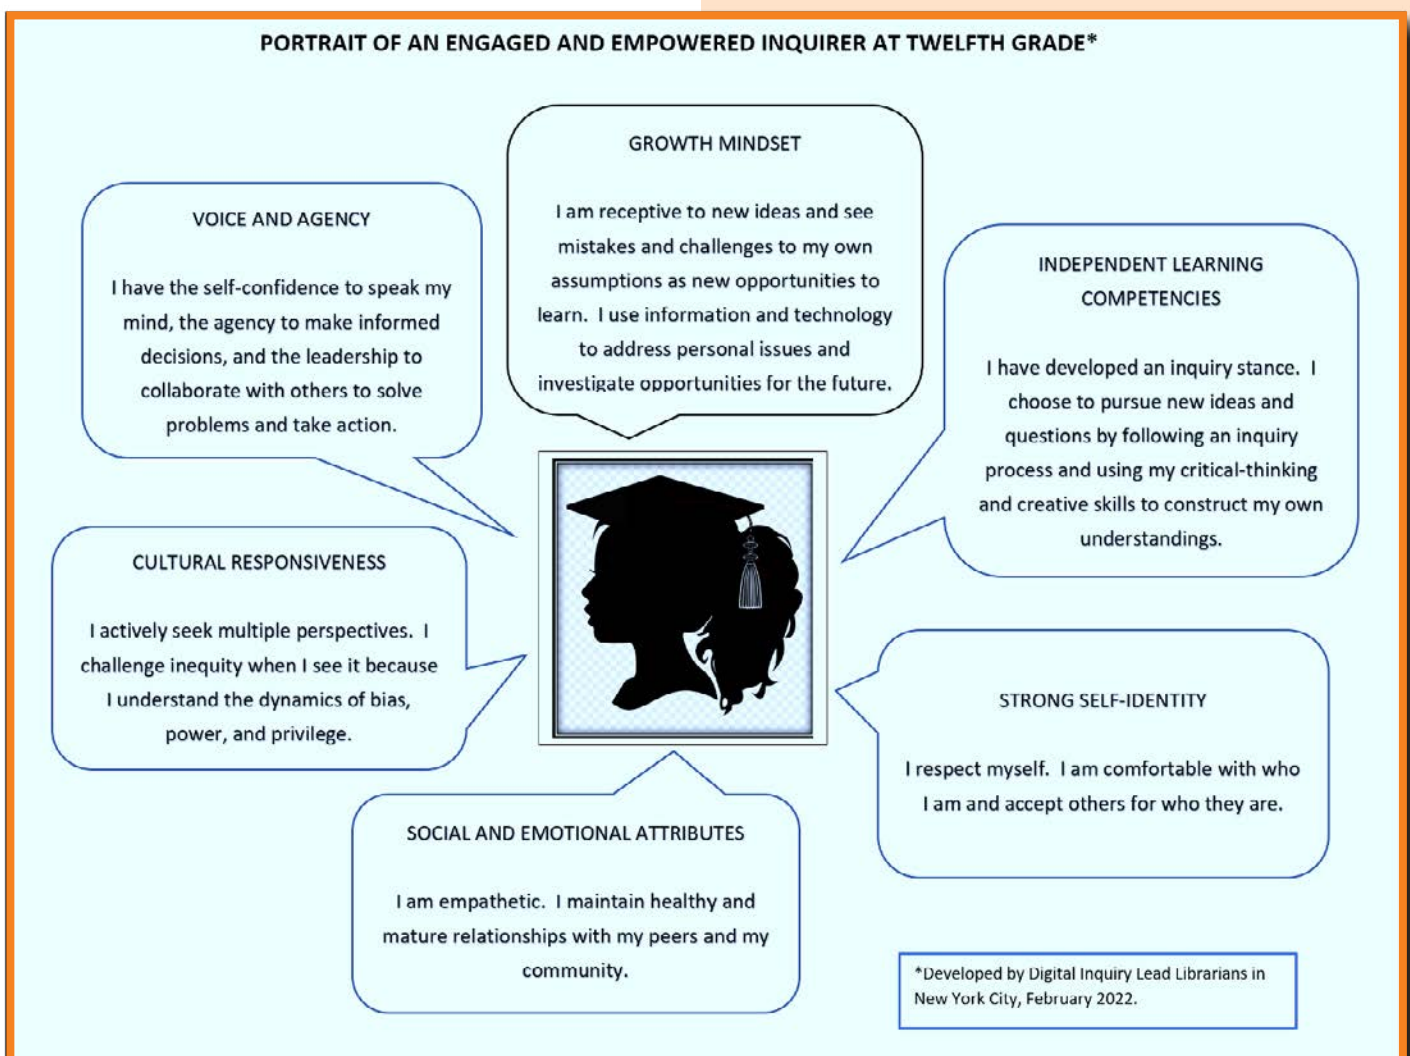 PORTRAIT OF AN ENGAGED AND EMPOWERED INQUIRER AT TWELFTH GRADE*
GROWTH MINDSET
I am receptive to new ideas and see
mistakes and challenges to my own
assumptions as new opportunities to
learn.  I use information and technology
to address personal issues and
investigate opportunities for the future.
VOICE AND AGENCY
I have the self-confidence to speak my
mind, the agency to make informed
decisions, and the leadership to
collaborate with others to solve
problems and take action.
INDEPENDENT LEARNING
COMPETENCIES
I have developed an inquiry stance.  I
choose to pursue new ideas and
questions by following an inquiry
process and using my critical-thinking
and creative skills to construct my own
understandings.
CULTURAL RESPONSIVENESS
I actively seek multiple perspectives.  I
challenge inequity when I see it because
I understand the dynamics of bias,
power, and privilege.
STRONG SELF-IDENTITY
I respect myself.  I am comfortable with who
I am and accept others for who they are.
SOCIAL AND EMOTIONAL ATTRIBUTES
I am empathetic.  I maintain healthy and
mature relationships with my peers and my
community.
*Developed by Digital Inquiry Lead Librarians in
New York City, February 2022.